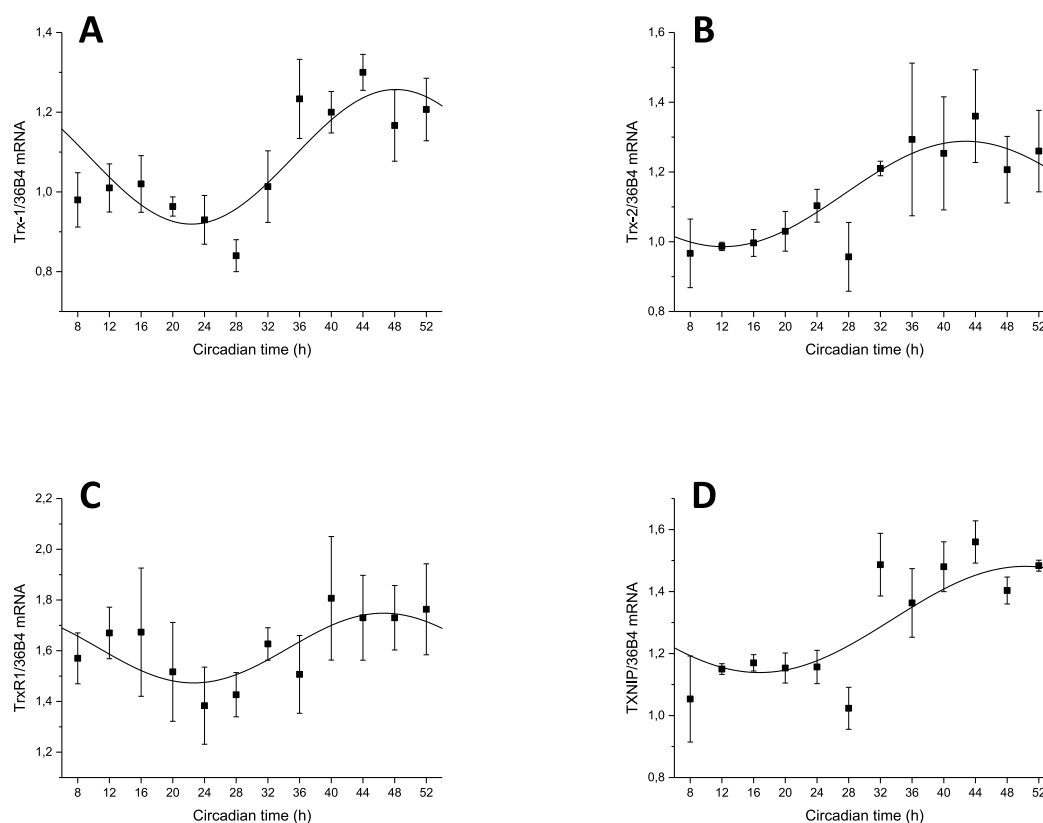 A
1,4
1,2
1,0
0,8
Trx-1/36B4 mRNA
8 12 16 20 24 28 32 36 40 44 48 52
Circadian time (h)
B
1,6
1,4
1,2
1,0
0,8
Trx-2/36B4 mRNA
8 12 16 20 24 28 32 36 40 44 48 52
Circadian time (h)
C
2,2
2,0
1,8
1,6
1,4
1,2
TrxR1/36B4 mRNA
8 12 16 20 24 28 32 36 40 44 48 52
Circadian time (h)
D
1,6
1,4
1,2
1,0
0,8
TXNIP/36B4 mRNA
8 12 16 20 24 28 32 36 40 44 48 52
Circadian time (h)